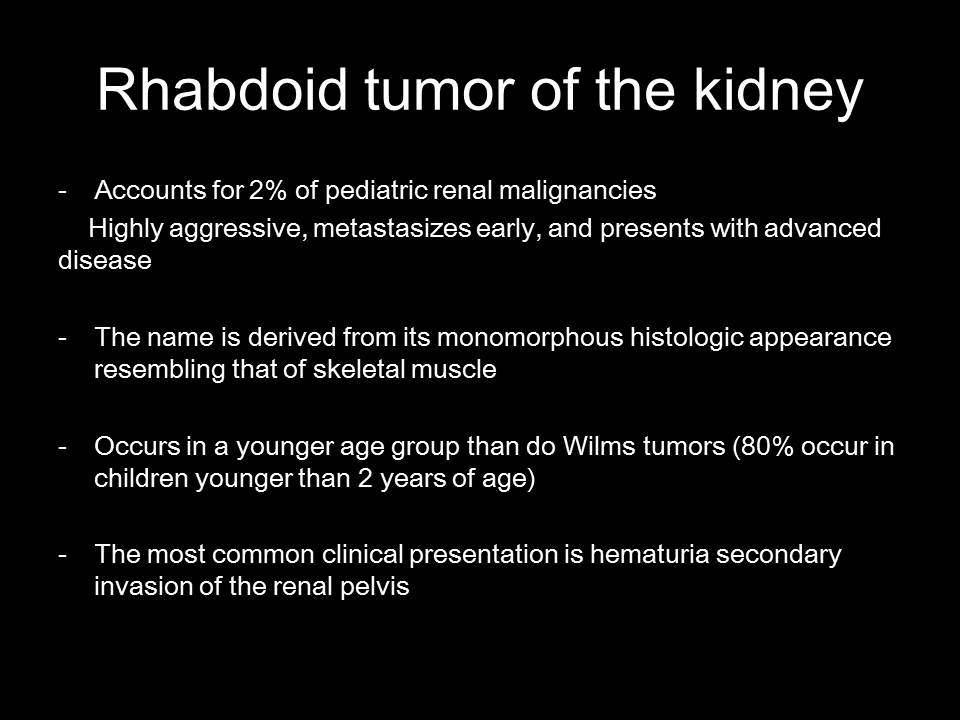 Rhabdoid tumor of the kidney
- Accounts for 2% of pediatric renal malignancies
Highly aggressive, metastasizes early, and presents with advanced
disease
- The name is derived from its monomorphous histologic appearance
resembling that of skeletal muscle
- Occurs in a younger age group than do Wilms tumors (80% occur in
children younger than 2 years of age)
- The most common clinical presentation is hematuria secondary
invasion of the renal pelvis